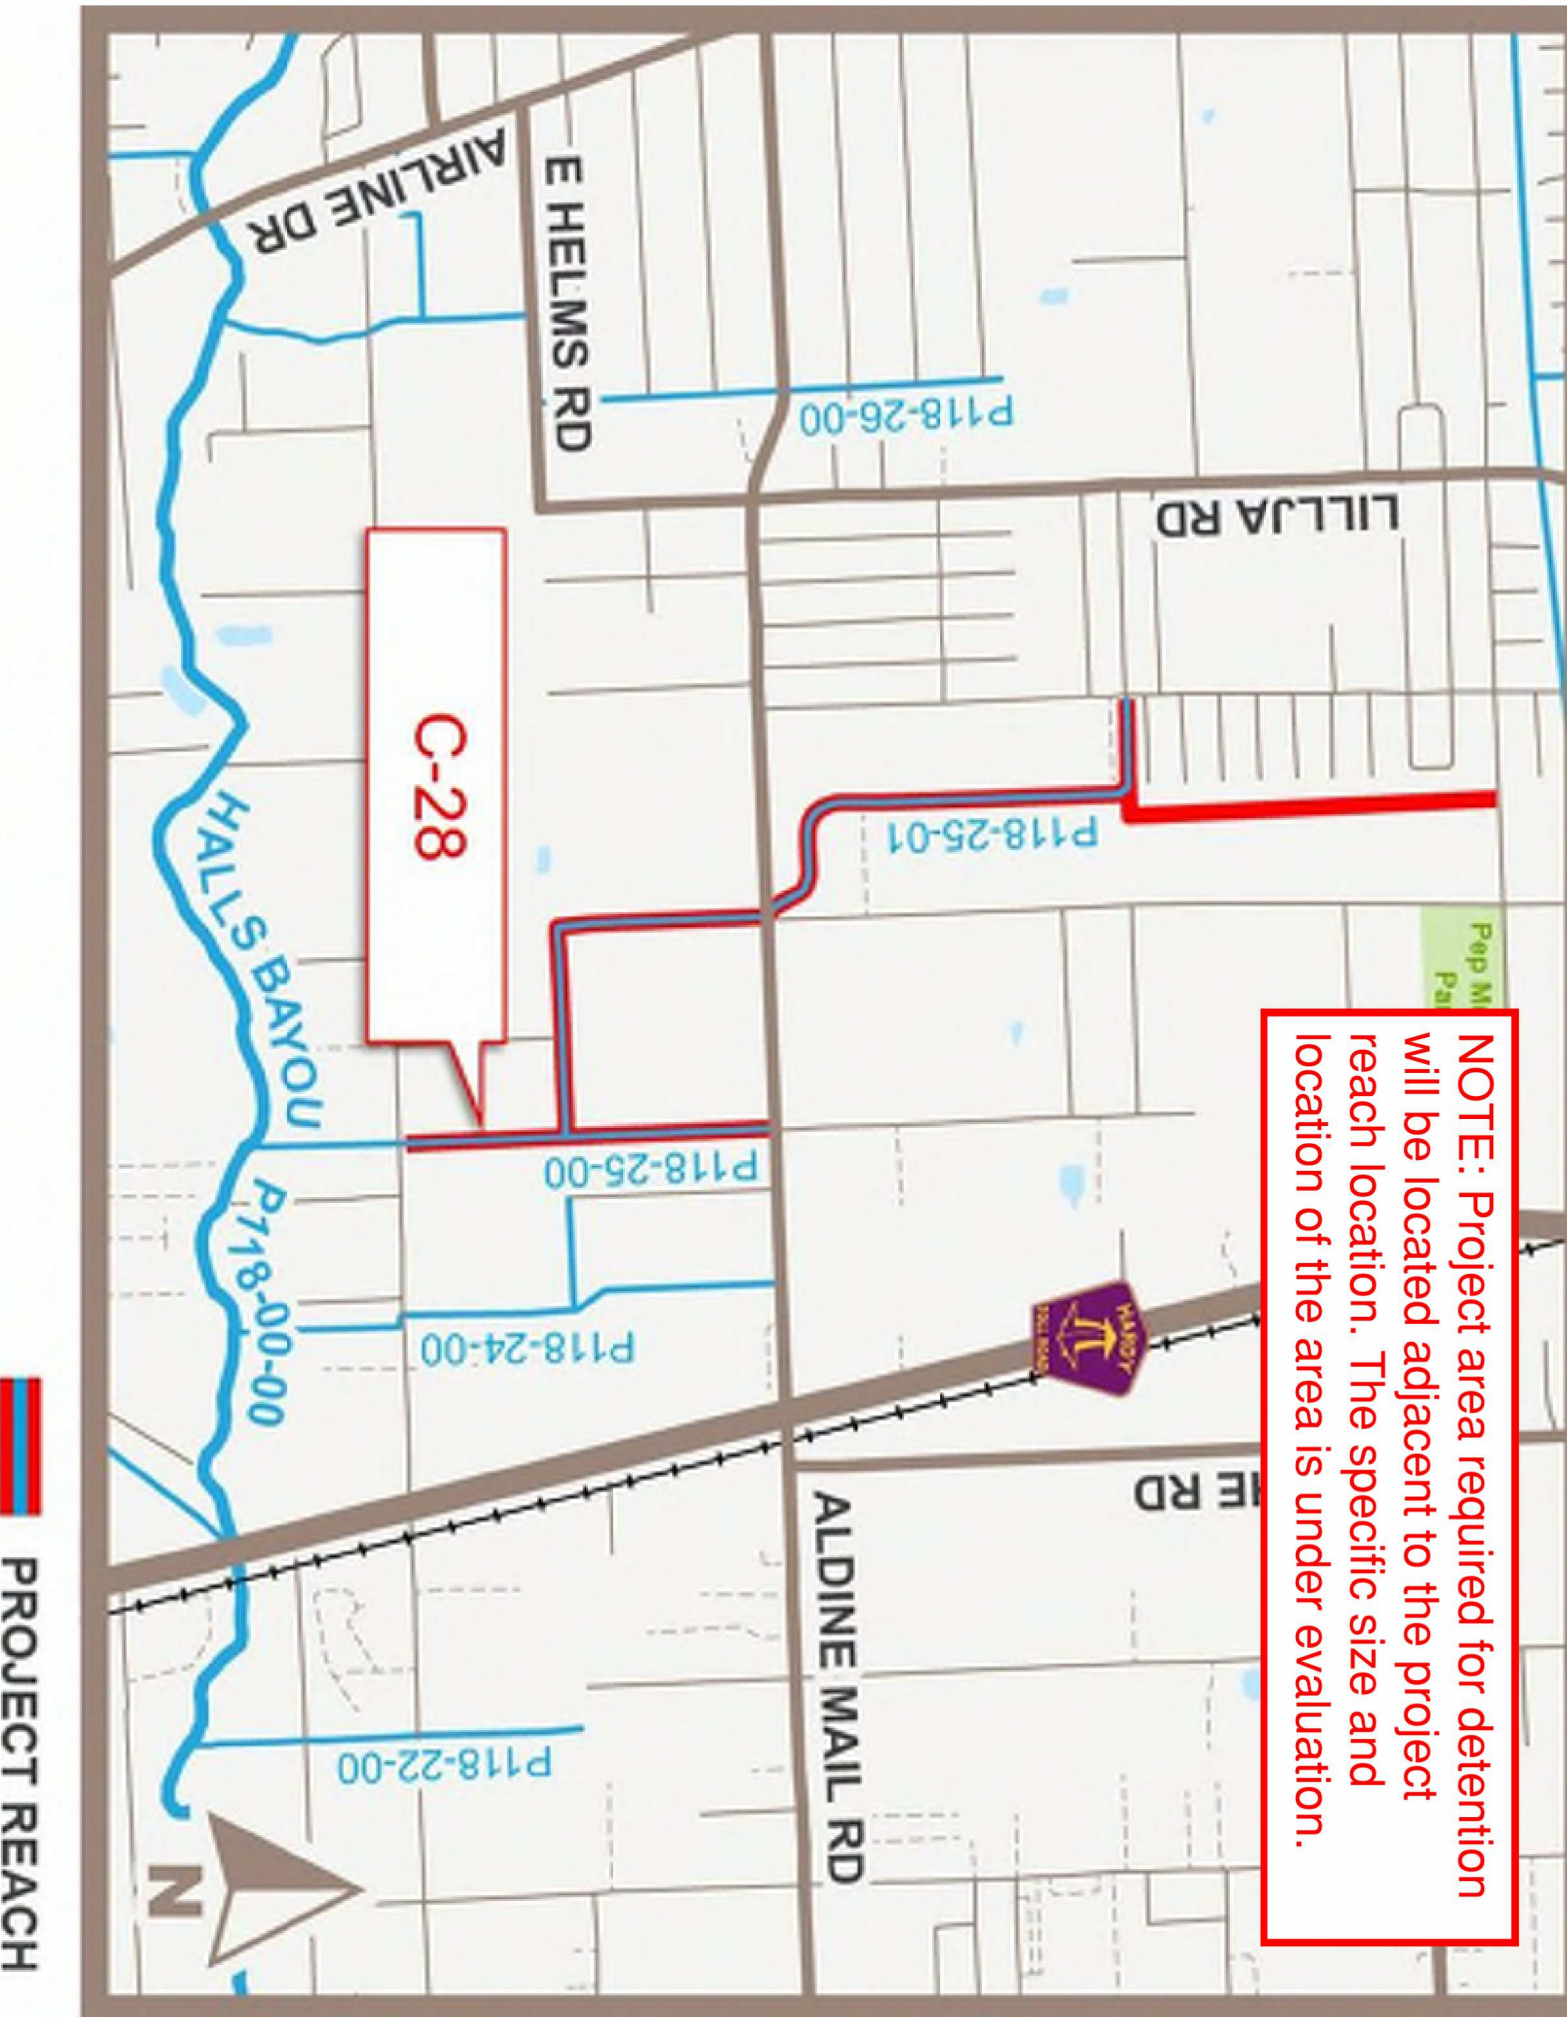 NOTE: Project area required for detention
will be located adjacent to the project
reach location. The specific size and
location of the area is under evaluation.
Pep M
Pa
LILLJA RD
HE RD
HARDY
TOLL ROAD
P118-25-01
P118-26-00
ALDINE MAIL RD
E HELMS RD
P118-25-00
P118-24-00
AIRLINE DR
C-28
P118-22-00
HALLS BAYOU
P118-00-00
N
PROJECT REACH